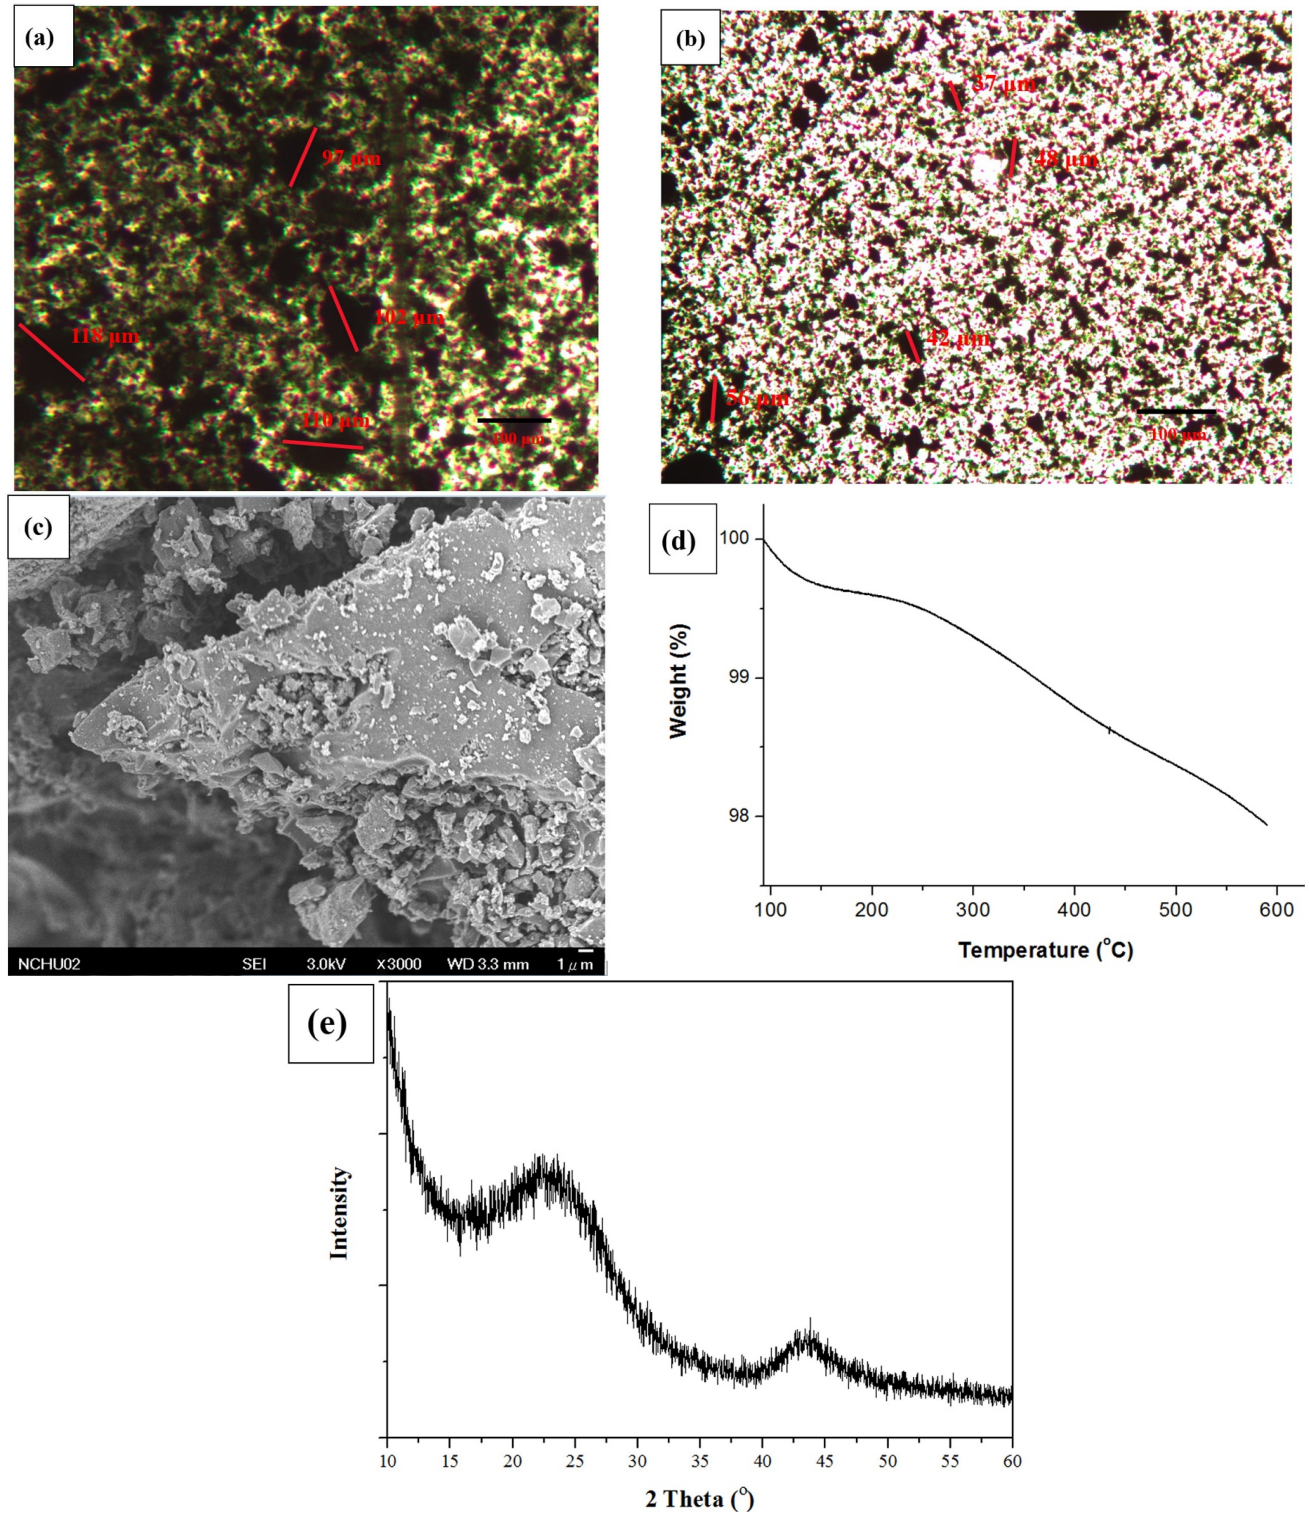 (a)
97 μm
118 μm
102 μm
110 μm
100 μm
(b)
37 μm
48 μm
42 μm
56 μm
100 μm
(c)
NCHU02 SEI 3.0kV X3000 WD 3.3 mm 1 μm
(d)
100
99
98
Weight (%)
100 200 300 400 500 600
Temperature (°C)
(e)
Intensity
10 15 20 25 30 35 40 45 50 55 60
2 Theta (°)